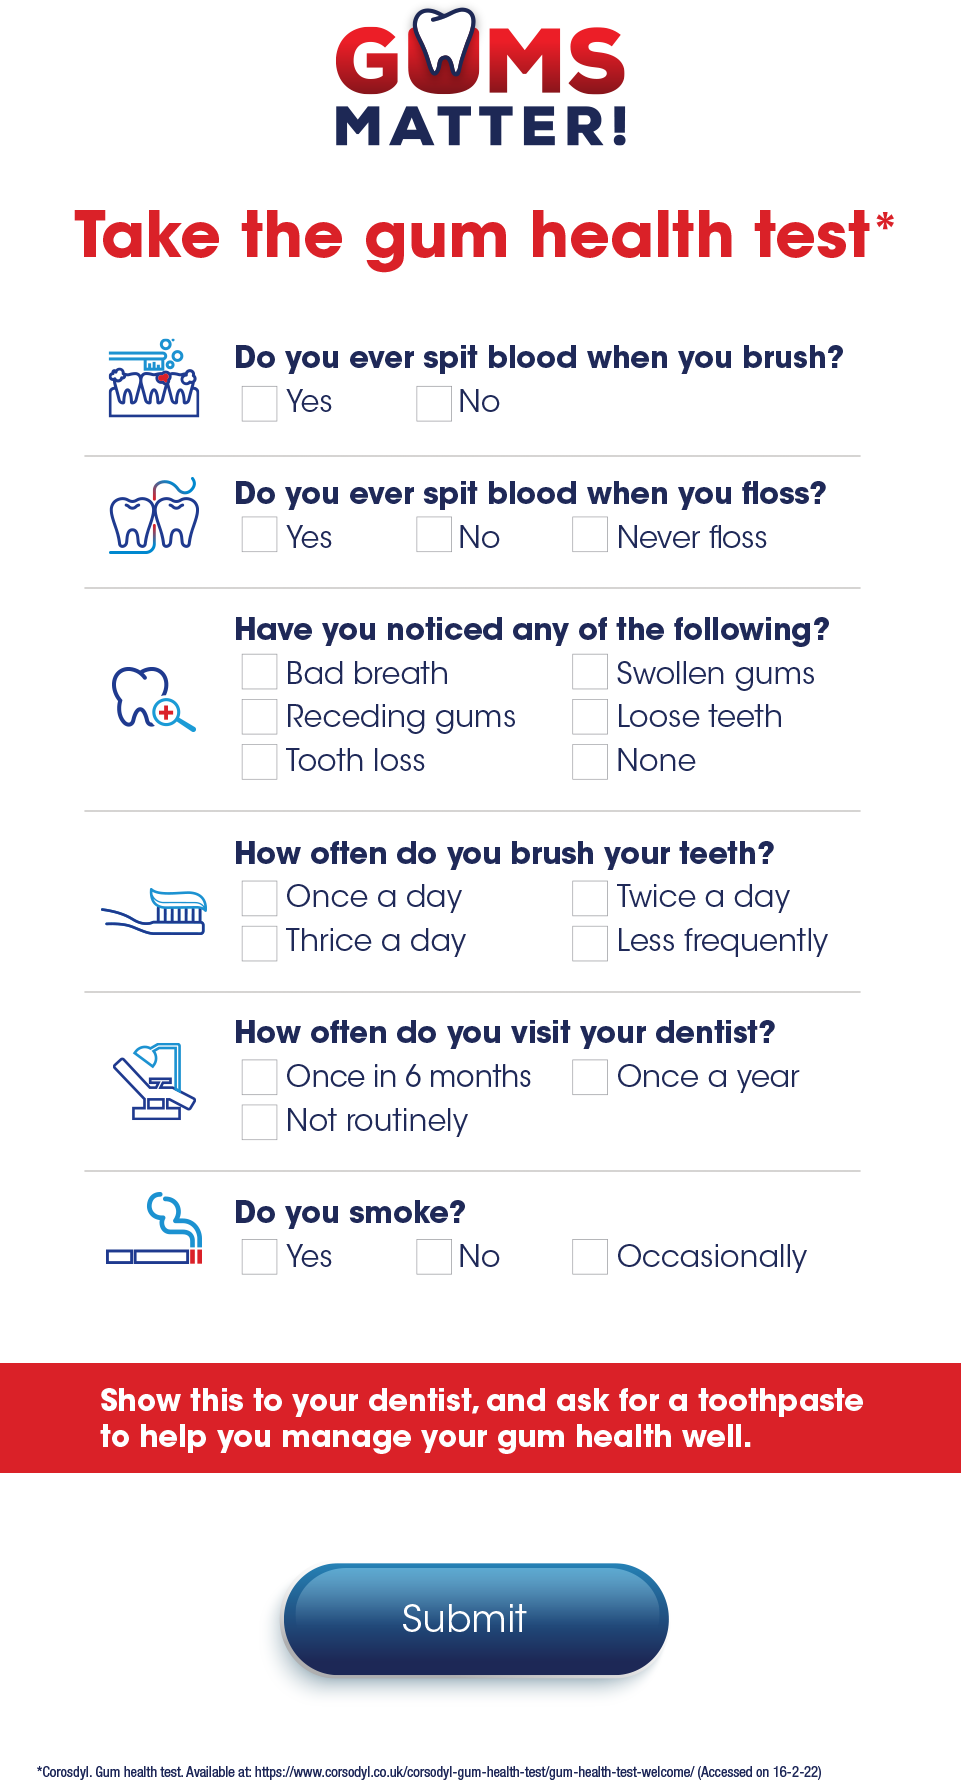 GUMS
MATTER!
Take the gum health test*
Do you ever spit blood when you brush?
Yes No
Do you ever spit blood when you floss?
Yes No Never floss
Have you noticed any of the following?
Bad breath Swollen gums
Receding gums Loose teeth
Tooth loss None
How often do you brush your teeth?
Once a day Twice a day
Thrice a day Less frequently
How often do you visit your dentist?
Once in 6 months Once a year
Not routinely
Do you smoke?
Yes No Occasionally
Show this to your dentist, and ask for a toothpaste
to help you manage your gum health well.
Submit
*Corosdyl. Gum health test. Available at: https://www.corsodyl.co.uk/corsodyl-gum-health-test/gum-health-test-welcome/ (Accessed on 16-2-22)